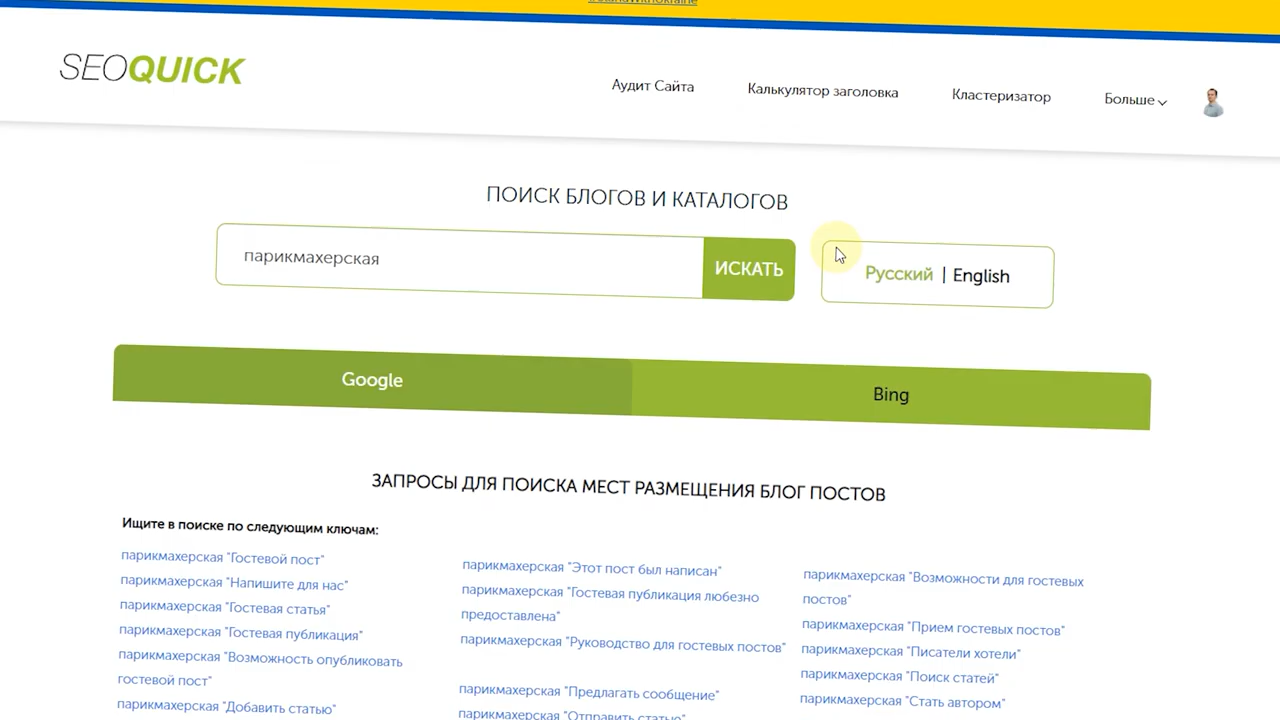 SEOQUICK
Аудит Сайта
Калькулятор заголовка
Кластеризатор
Больше
ПОИСК БЛОГОВ И КАТАЛОГОВ
парикмахерская
ИСКАТЬ
Русский | English
Google
Bing
ЗАПРОСЫ ДЛЯ ПОИСКА МЕСТ РАЗМЕЩЕНИЯ БЛОГ ПОСТОВ
Ищите в поиске по следующим ключам:
парикмахерская "Гостевой пост"
парикмахерская "Напишите для нас"
парикмахерская "Гостевая статья"
парикмахерская "Гостевая публикация"
парикмахерская "Возможность опубликовать
гостевой пост"
парикмахерская "Добавить статью"
парикмахерская "Этот пост был написан"
парикмахерская "Гостевая публикация любезно
предоставлена"
парикмахерская "Руководство для гостевых постов"
парикмахерская "Предлагать сообщение"
парикмахерская "Отправить статью"
парикмахерская "Возможности для гостевых
постов"
парикмахерская "Прием гостевых постов"
парикмахерская "Писатели хотели"
парикмахерская "Поиск статей"
парикмахерская "Стать автором"